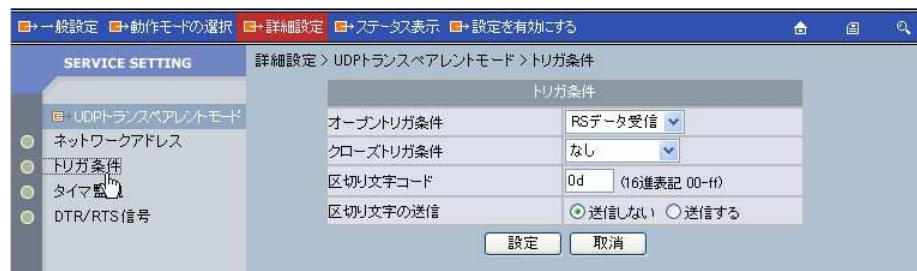 一般設定 動作モードの選択 詳細設定 ステータス表示 設定を有効にする
SERVICE SETTING
詳細設定 > UDPトランスペアレントモード > トリガ条件
UDPトランスペアレントモード
ネットワークアドレス
トリガ条件
タイマ監視
DTR/RTS信号
トリガ条件
オープントリガ条件 RSデータ受信
クローズトリガ条件 なし
区切り文字コード 0d (16進表記 00-ff)
区切り文字の送信 送信しない 送信する
設定 取消